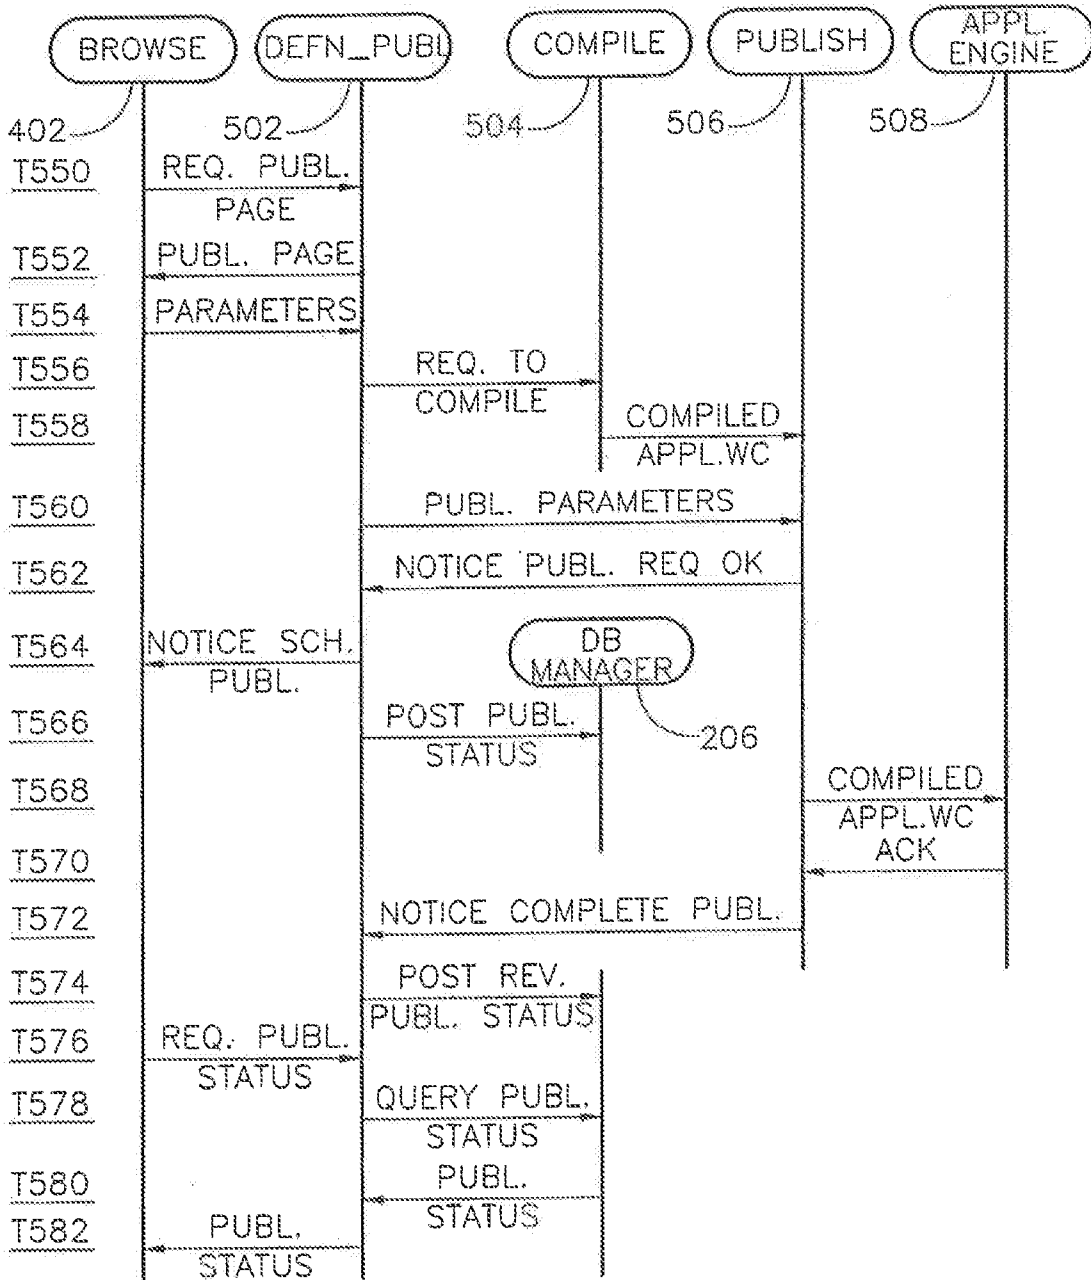 BROWSE
DEFN_PUBL
COMPILE
PUBLISH
APPL.
ENGINE
402
502
504
506
508
T550
REQ. PUBL.
PAGE
T552
PUBL. PAGE
T554
PARAMETERS
T556
REQ. TO
COMPILE
T558
COMPILED
APPL.WC
T560
PUBL. PARAMETERS
T562
NOTICE PUBL. REQ OK
T564
NOTICE SCH.
PUBL.
DB
MANAGER
206
T566
POST PUBL.
STATUS
T568
COMPILED
APPL.WC
T570
ACK
T572
NOTICE COMPLETE PUBL.
T574
POST REV.
PUBL. STATUS
T576
REQ. PUBL.
STATUS
T578
QUERY PUBL.
STATUS
T580
PUBL.
STATUS
T582
PUBL.
STATUS